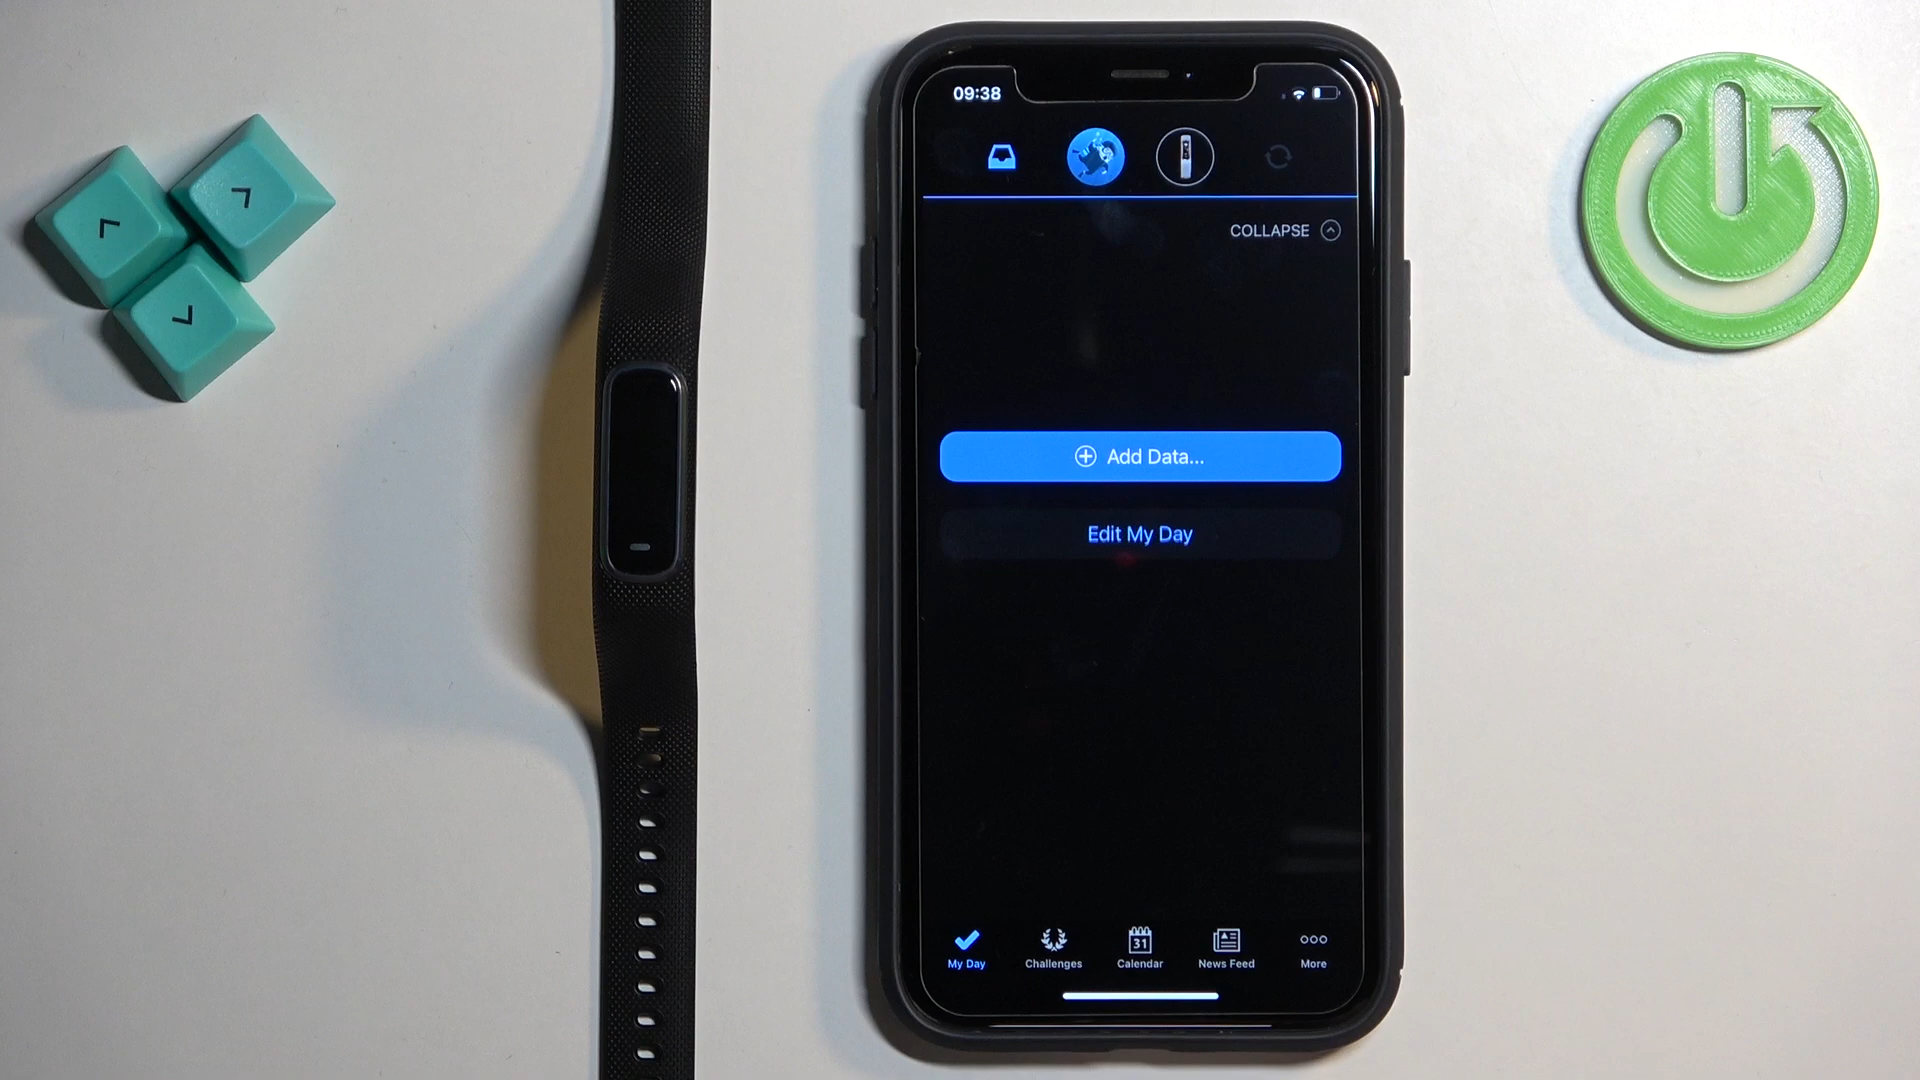 09:38
COLLAPSE
Add Data...
Edit My Day
31
My Day
Challenges
Calendar
News Feed
More